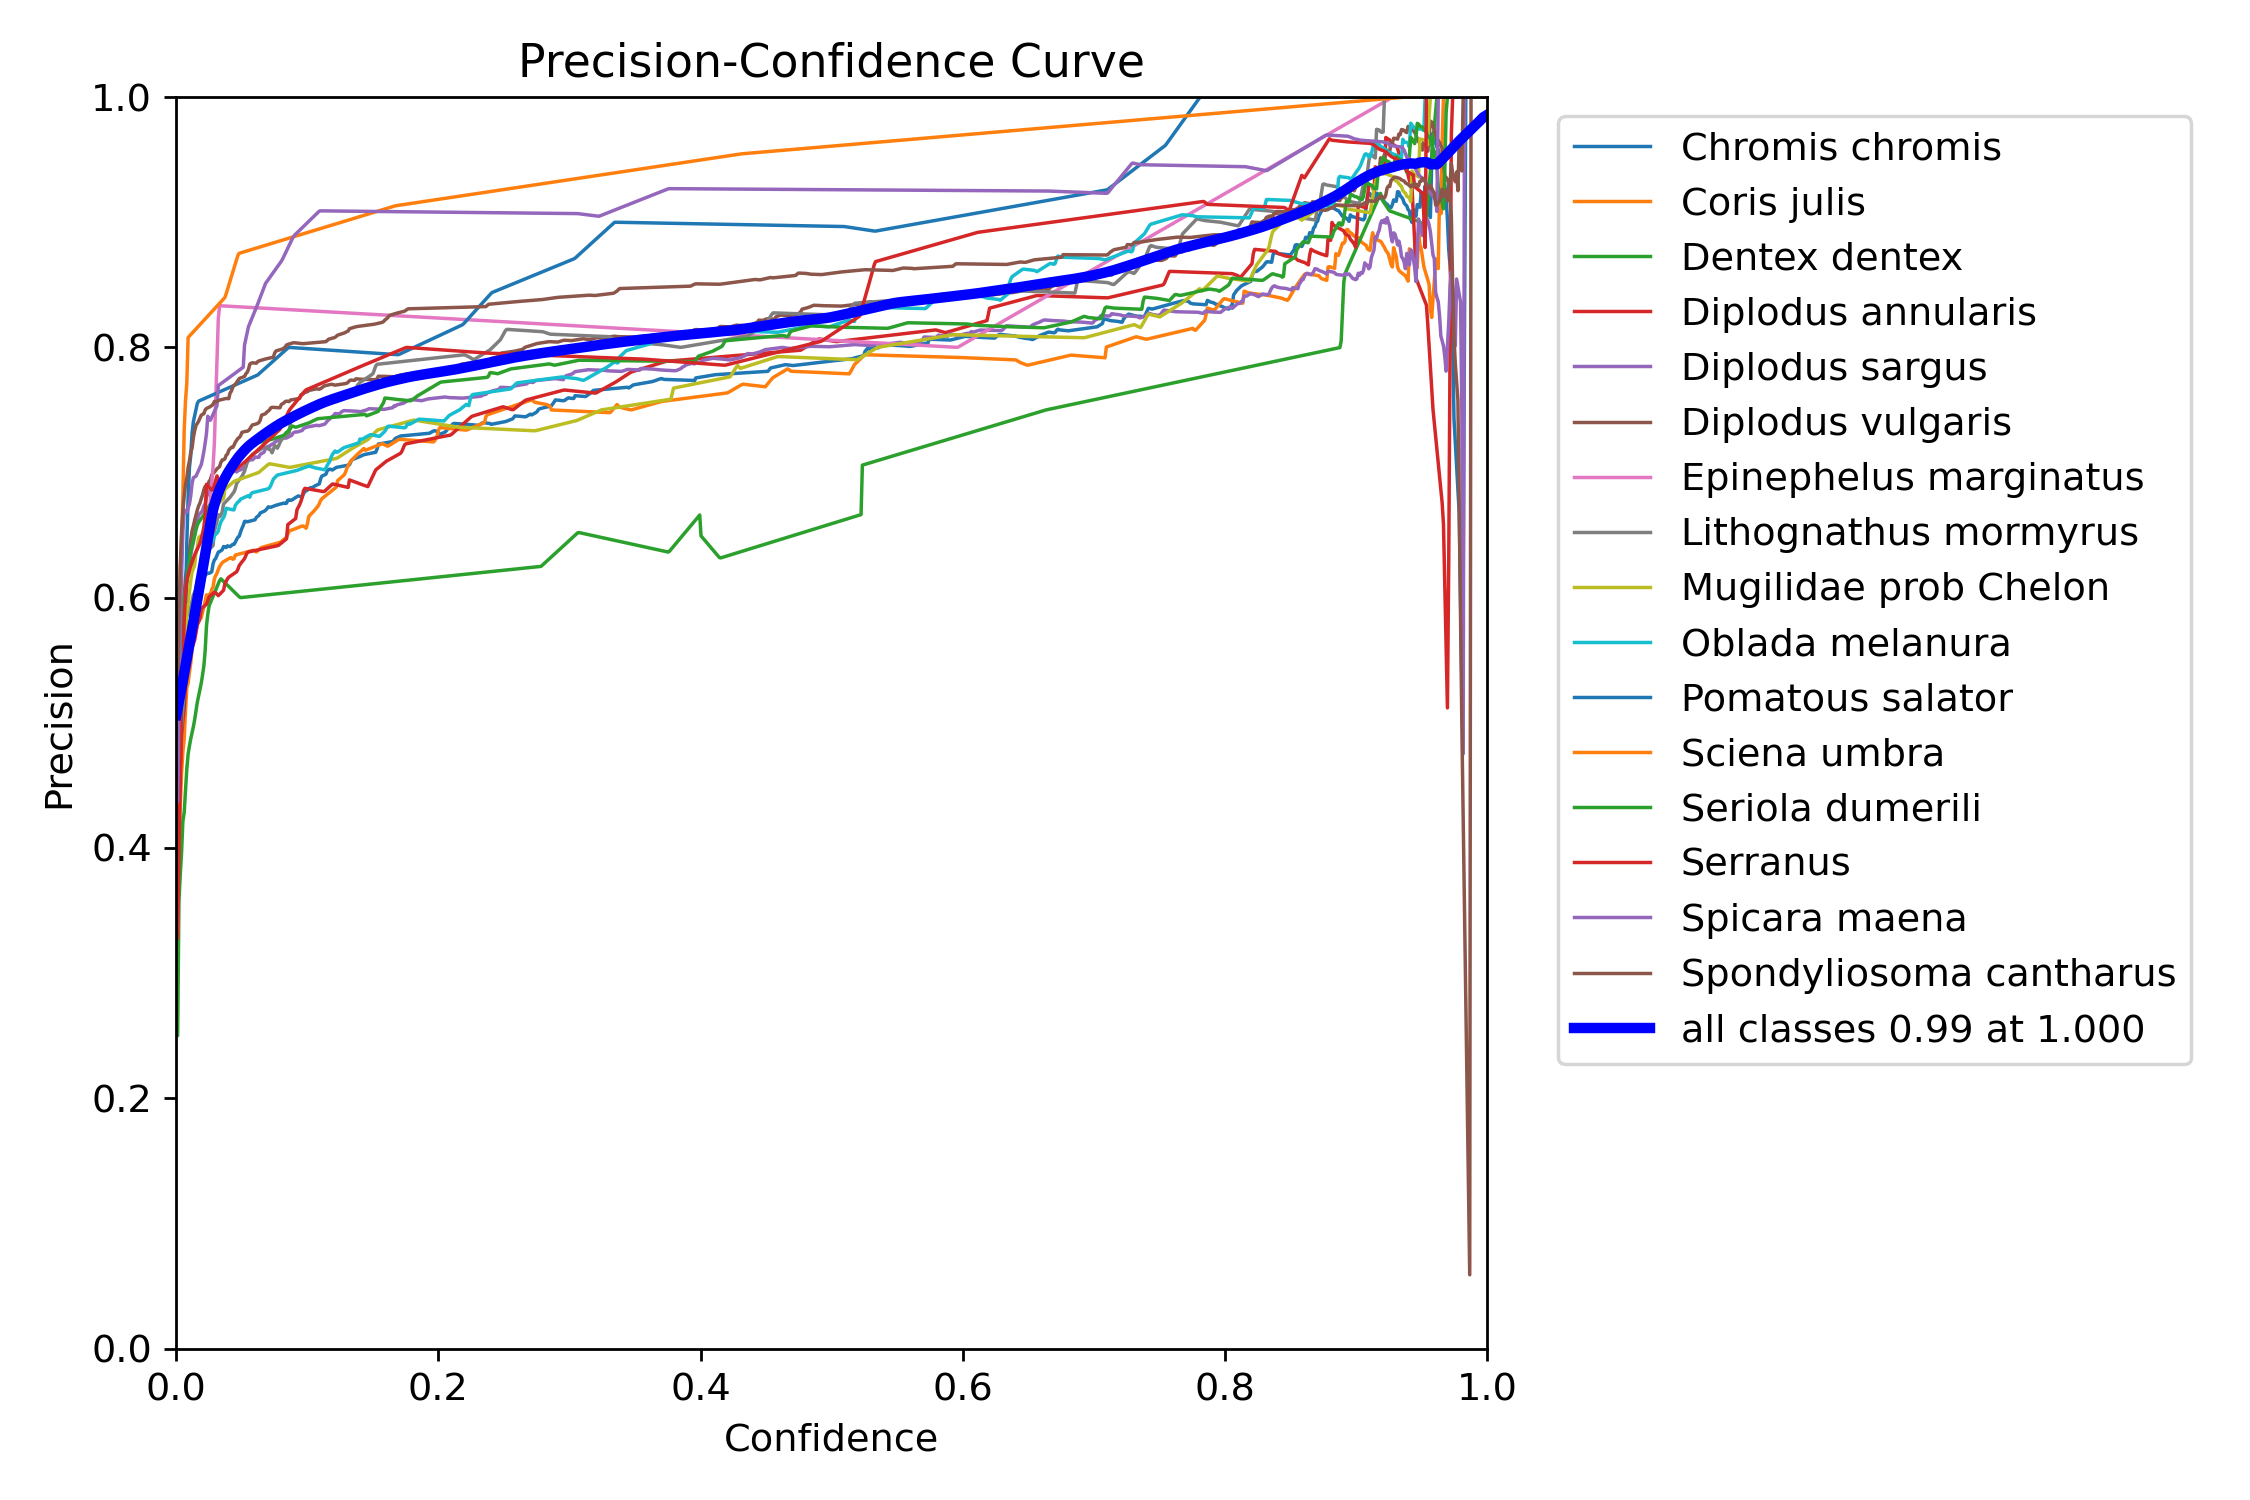 Precision-Confidence Curve
1.0
0.8
0.6
0.4
0.2
0.0
Precision
0.0 0.2 0.4 0.6 0.8 1.0
Confidence
Chromis chromis
Coris julis
Dentex dentex
Diplodus annularis
Diplodus sargus
Diplodus vulgaris
Epinephelus marginatus
Lithognathus mormyrus
Mugilidae prob Chelon
Oblada melanura
Pomatous salator
Sciena umbra
Seriola dumerili
Serranus
Spicara maena
Spondyliosoma cantharus
all classes 0.99 at 1.000